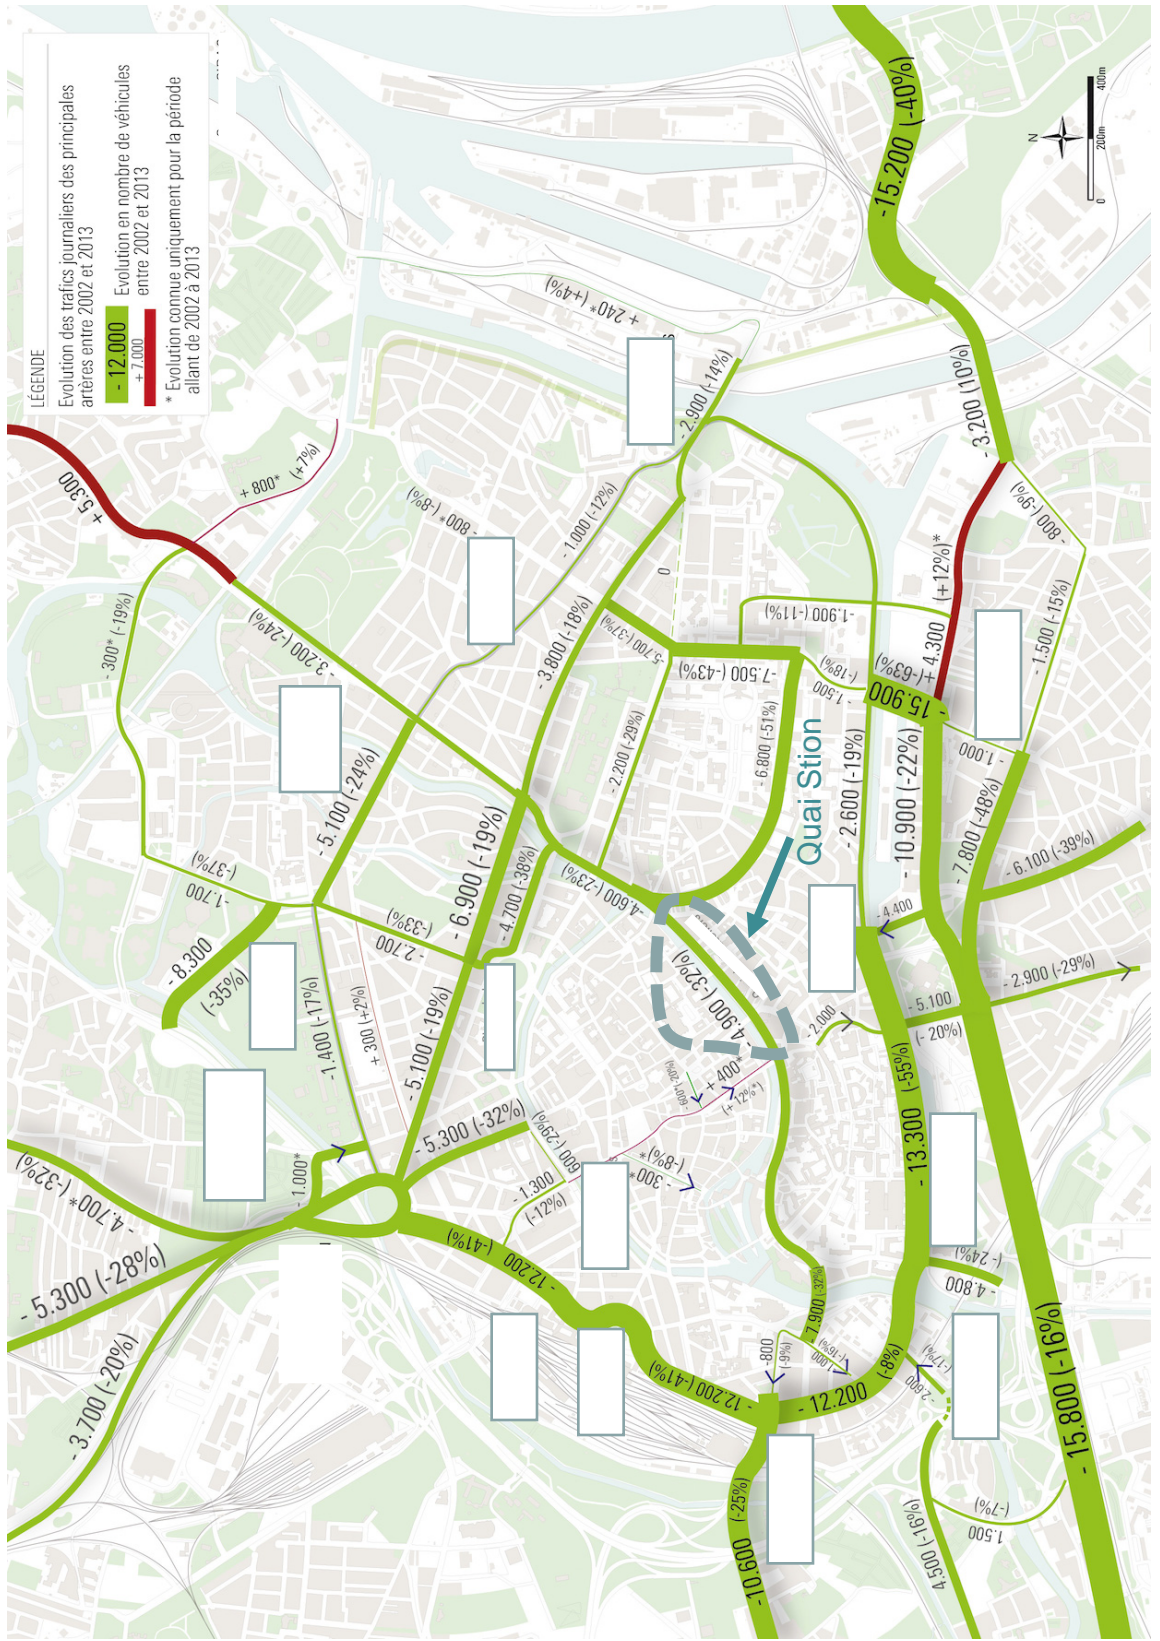 LÉGENDE
Evolution des trafics journaliers des principales
artères entre 2002 et 2013
- 12.000
+ 7.000
Evolution en nombre de véhicules
entre 2002 et 2013
* Evolution connue uniquement pour la période
allant de 2002 à 2013
N
0 200m 400m
+ 5.300
+ 800* (+7%)
- 300* (-19%)
- 3.200 (-24%)
- 800* (-8%)
- 1.000 (-12%)
+ 240* (+4%)
- 2.900 (-14%)
- 15.200 (-40%)
- 3.200 (10%)
- 800 (-9%)
- 1.500 (-15%)
+ 4.300 (+12%)*
- 1.900 (-11%)
0
- 3.800 (-18%)
- 5.700 (-37%)
- 7.500 (-43%)
- 1.500 (-18%)
- 15.900 (-63%)
- 1.000
- 2.200 (-29%)
- 6.800 (-51%)
Quai Stion
- 2.600 (-19%)
- 10.900 (-22%)
- 7.800 (-48%)
- 6.100 (-39%)
- 4.400
- 5.100 (-24%)
- 1.700 (-37%)
- 8.300 (-35%)
- 2.700 (-33%)
- 6.900 (-19%)
- 4.700 (-38%)
- 4.600 (-23%)
- 4.900 (-32%)
- 1.400 (-17%)
+ 300 (+2%)
- 5.100 (-19%)
- 5.300 (-32%)
600 (-29%)
- 600* (-20%)
+ 400* (+ 12%*)
- 2.000
- 5.100 (- 20%)
- 2.900 (-29%)
- 13.300 (-55%)
- 1.000*
- 4.700* (-32%)
- 5.300 (-28%)
- 3.700 (-20%)
- 1.300 (-12%)
- 300* (-8%)*
- 12.200 (-41%)
- 12.200 (-41%)
- 7.900 (-32%)
-800 (-9%)
1.000 (-16%)
- 12.200 (-8%)
- 4.800 (-24%)
- 2.600 (-17%)
- 10.600 (-25%)
4.500 (-16%)
1.500 (-7%)
- 15.800 (-16%)